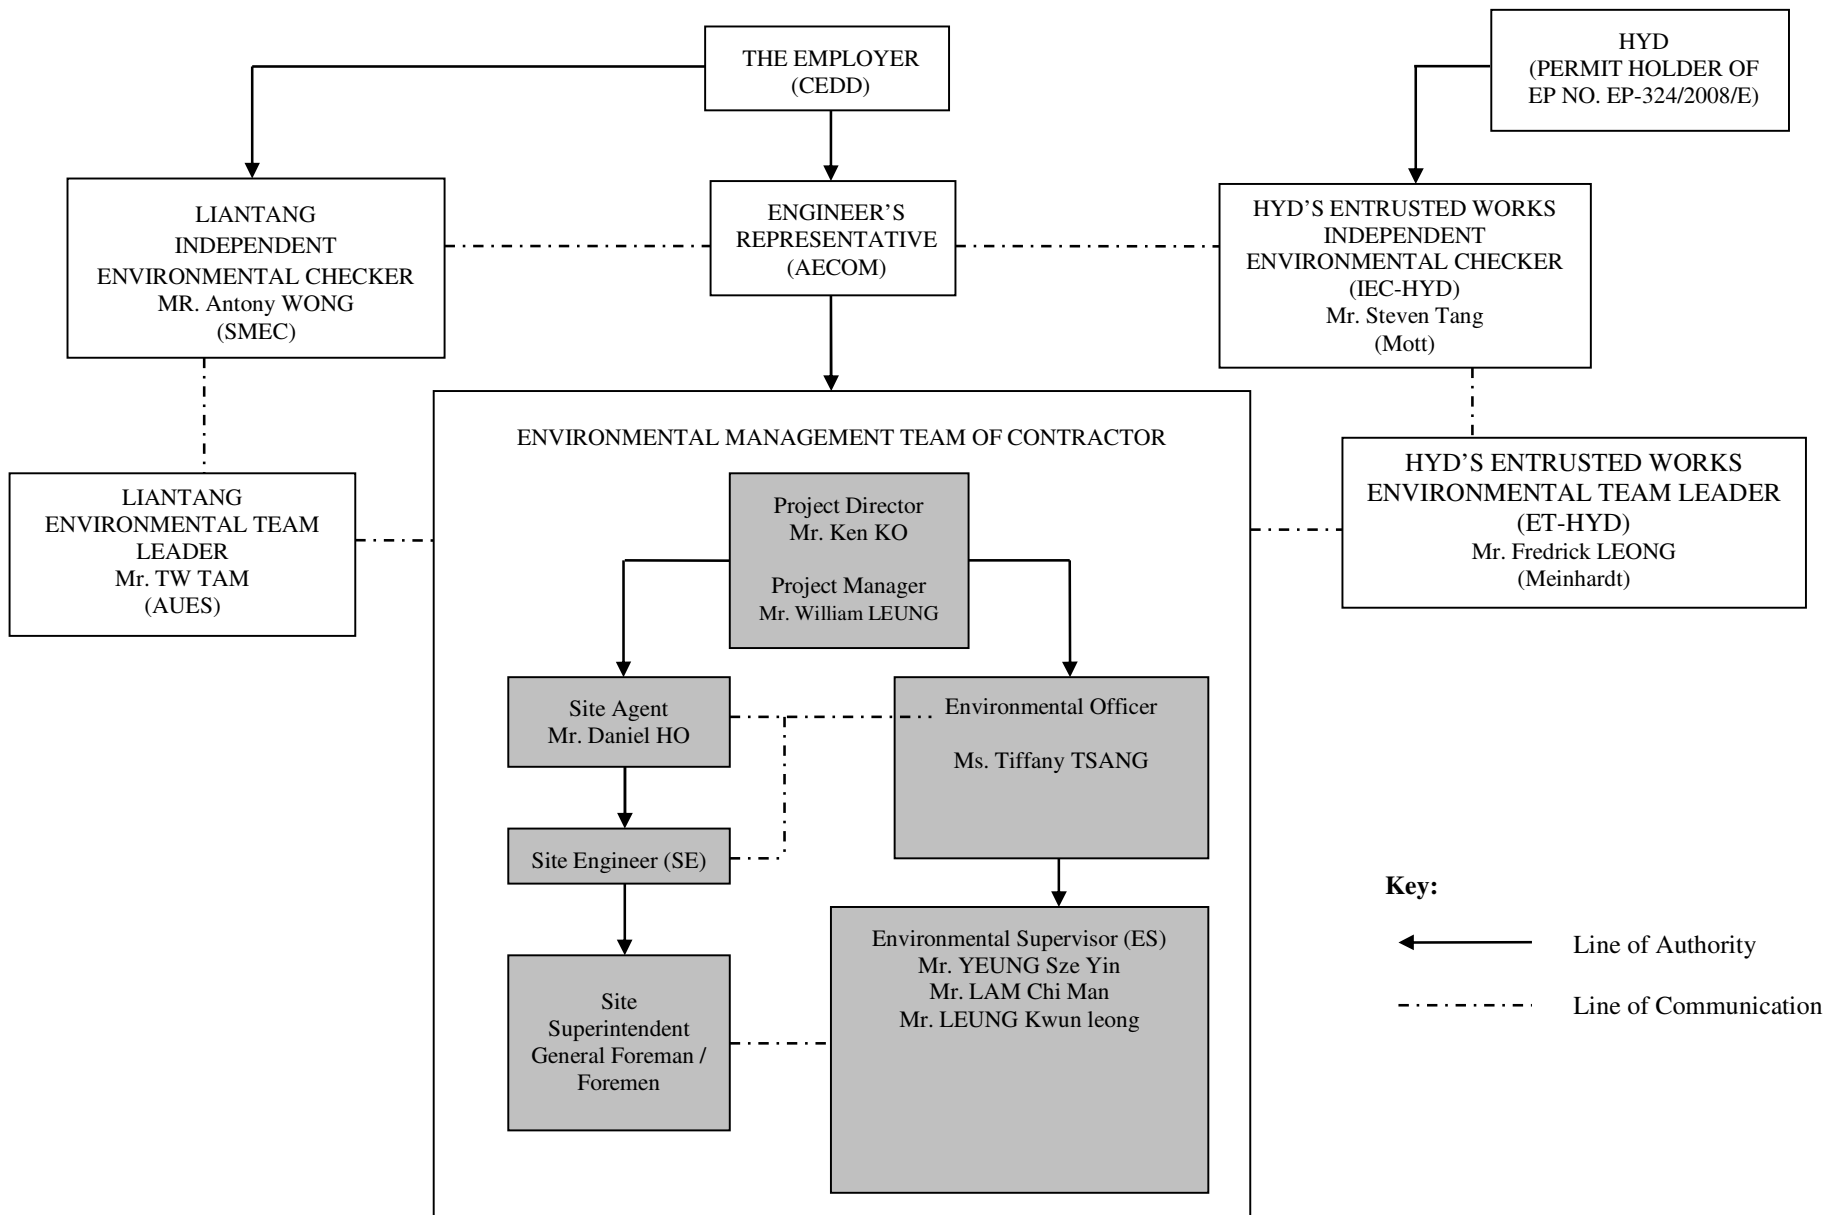 THE EMPLOYER
(CEDD)
HYD
(PERMIT HOLDER OF
EP NO. EP-324/2008/E)
LIANTANG
INDEPENDENT
ENVIRONMENTAL CHECKER
MR. Antony WONG
(SMEC)
ENGINEER’S
REPRESENTATIVE
(AECOM)
HYD’S ENTRUSTED WORKS
INDEPENDENT
ENVIRONMENTAL CHECKER
(IEC-HYD)
Mr. Steven Tang
(Mott)
ENVIRONMENTAL MANAGEMENT TEAM OF CONTRACTOR
LIANTANG
ENVIRONMENTAL TEAM
LEADER
Mr. TW TAM
(AUES)
Project Director
Mr. Ken KO
Project Manager
Mr. William LEUNG
HYD’S ENTRUSTED WORKS
ENVIRONMENTAL TEAM LEADER
(ET-HYD)
Mr. Fredrick LEONG
(Meinhardt)
Site Agent
Mr. Daniel HO
Environmental Officer
Ms. Tiffany TSANG
Site Engineer (SE)
Environmental Supervisor (ES)
Mr. YEUNG Sze Yin
Mr. LAM Chi Man
Mr. LEUNG Kwun leong
Site
Superintendent
General Foreman /
Foremen
Key:
Line of Authority
Line of Communication